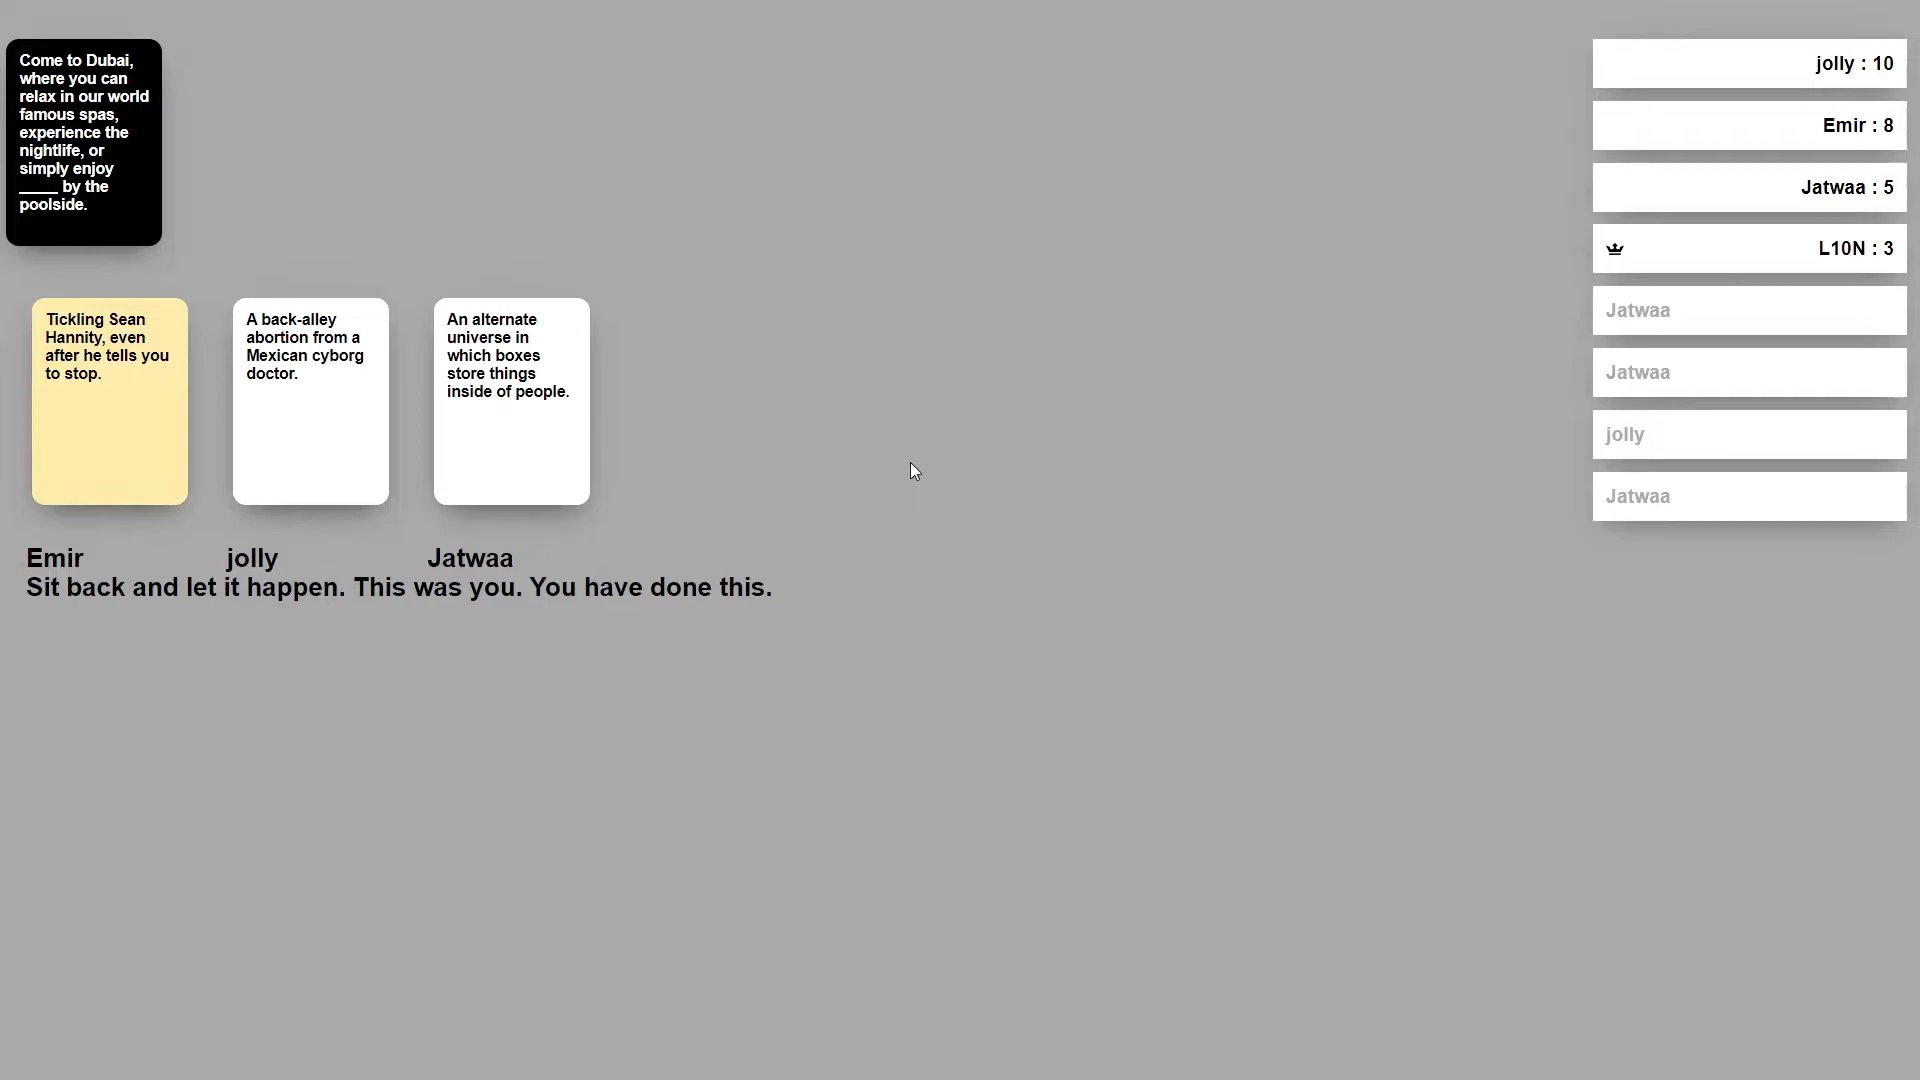 Come to Dubai,
where you can
relax in our world
famous spas,
experience the
nightlife, or
simply enjoy
_____ by the
poolside.
Tickling Sean
Hannity, even
after he tells you
to stop.
A back-alley
abortion from a
Mexican cyborg
doctor.
An alternate
universe in
which boxes
store things
inside of people.
Emir
jolly
Jatwaa
Sit back and let it happen. This was you. You have done this.
jolly : 10
Emir : 8
Jatwaa : 5
L10N : 3
Jatwaa
Jatwaa
jolly
Jatwaa